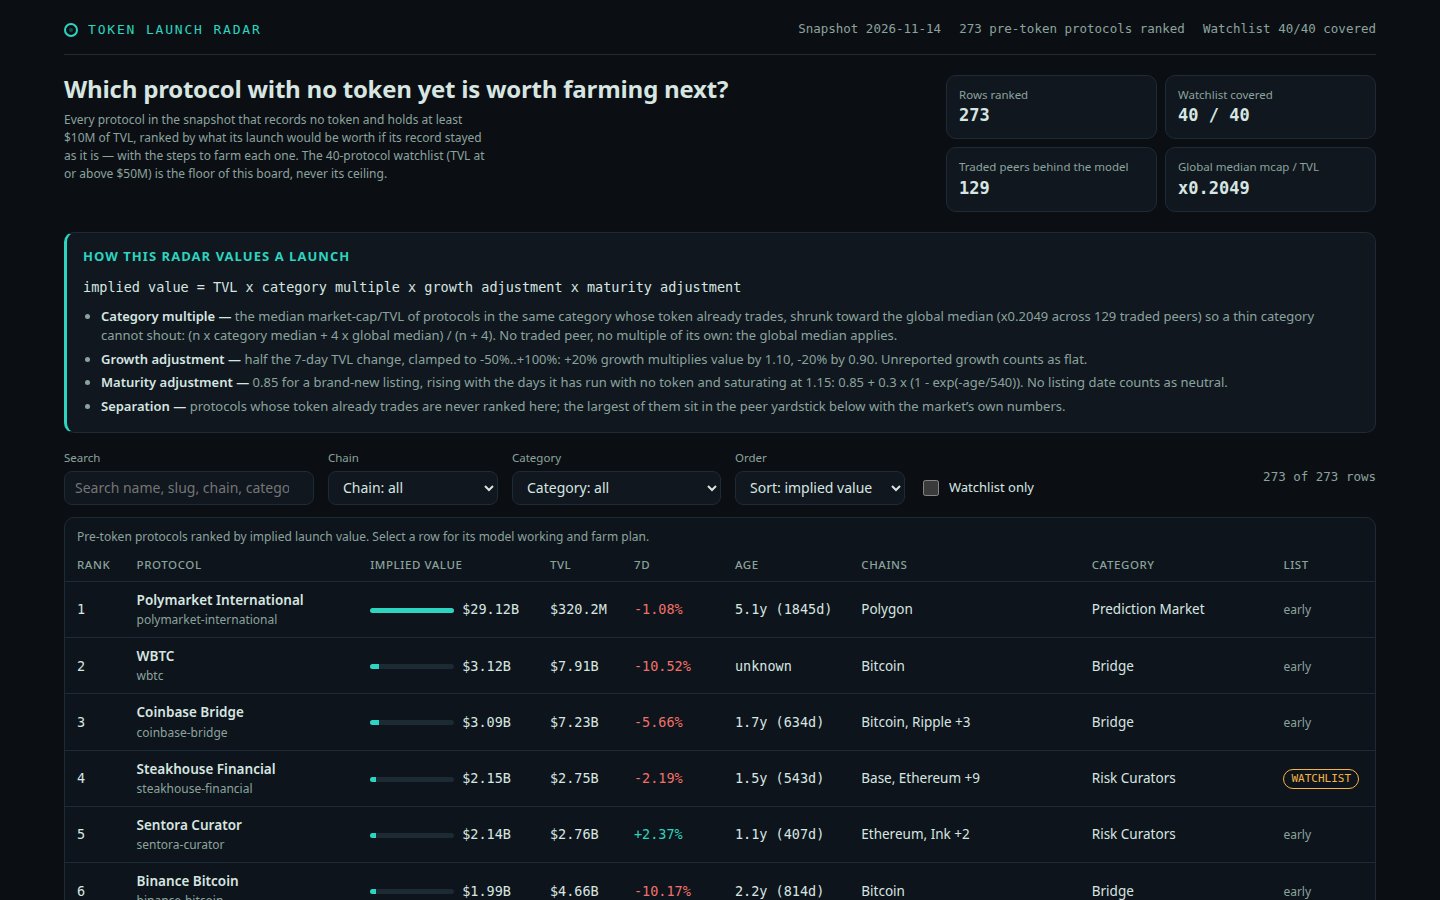 TOKEN LAUNCH RADAR
Snapshot 2026-11-14 273 pre-token protocols ranked Watchlist 40/40 covered
Which protocol with no token yet is worth farming next?
Every protocol in the snapshot that records no token and holds at least
$10M of TVL, ranked by what its launch would be worth if its record stayed
as it is — with the steps to farm each one. The 40-protocol watchlist (TVL at
or above $50M) is the floor of this board, never its ceiling.
Rows ranked
273
Watchlist covered
40 / 40
Traded peers behind the model
129
Global median mcap / TVL
x0.2049
HOW THIS RADAR VALUES A LAUNCH
implied value = TVL x category multiple x growth adjustment x maturity adjustment
Category multiple — the median market-cap/TVL of protocols in the same category whose token already trades, shrunk toward the global median (x0.2049 across 129 traded peers) so a thin category
cannot shout: (n x category median + 4 x global median) / (n + 4). No traded peer, no multiple of its own: the global median applies.
Growth adjustment — half the 7-day TVL change, clamped to -50%..+100%: +20% growth multiplies value by 1.10, -20% by 0.90. Unreported growth counts as flat.
Maturity adjustment — 0.85 for a brand-new listing, rising with the days it has run with no token and saturating at 1.15: 0.85 + 0.3 x (1 - exp(-age/540)). No listing date counts as neutral.
Separation — protocols whose token already trades are never ranked here; the largest of them sit in the peer yardstick below with the market's own numbers.
Search Chain Category Order
Search name, slug, chain, catego Chain: all Category: all Sort: implied value Watchlist only 273 of 273 rows
Pre-token protocols ranked by implied launch value. Select a row for its model working and farm plan.
RANK PROTOCOL IMPLIED VALUE TVL 7D AGE CHAINS CATEGORY LIST
1 Polymarket International $29.12B $320.2M -1.08% 5.1y (1845d) Polygon Prediction Market early
polymarket-international
2 WBTC $3.12B $7.91B -10.52% unknown Bitcoin Bridge early
wbtc
3 Coinbase Bridge $3.09B $7.23B -5.66% 1.7y (634d) Bitcoin, Ripple +3 Bridge early
coinbase-bridge
4 Steakhouse Financial $2.15B $2.75B -2.19% 1.5y (543d) Base, Ethereum +9 Risk Curators WATCHLIST
steakhouse-financial
5 Sentora Curator $2.14B $2.76B +2.37% 1.1y (407d) Ethereum, Ink +2 Risk Curators early
sentora-curator
6 Binance Bitcoin $1.99B $4.66B -10.17% 2.2y (814d) Bitcoin Bridge early